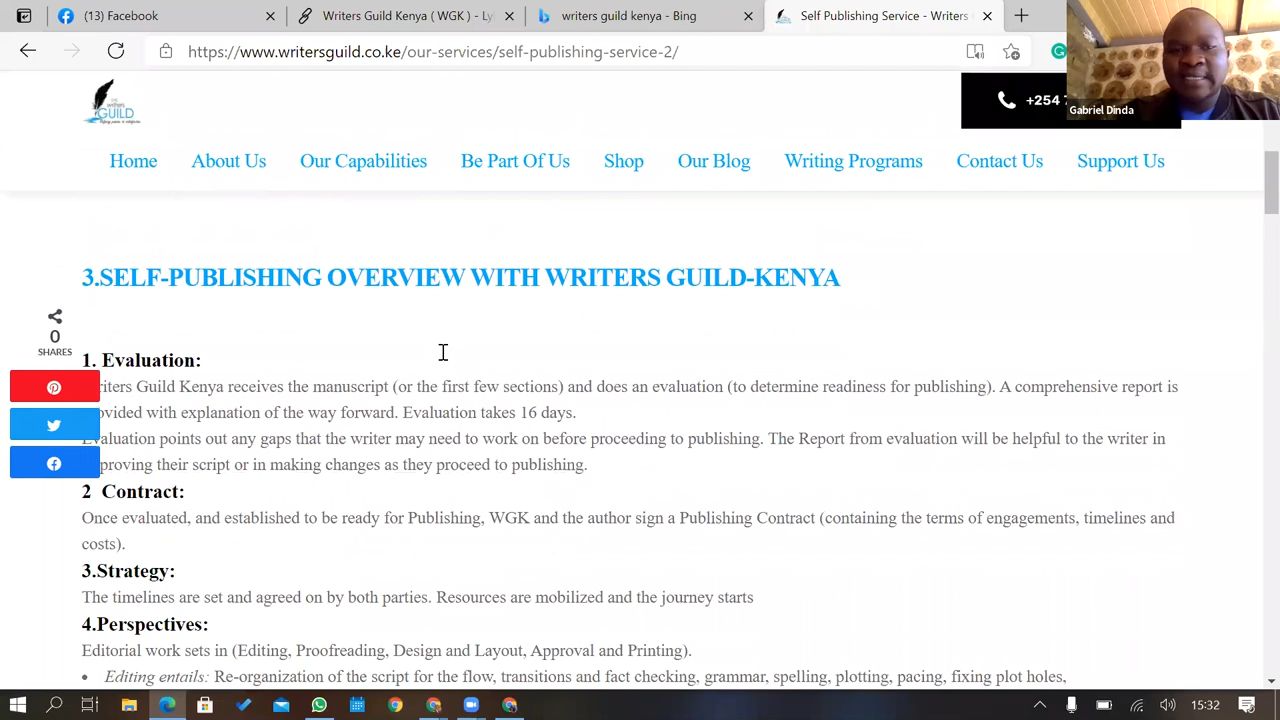 (13) Facebook
Writers Guild Kenya (WGK) - Ly
writers guild kenya - Bing
Self Publishing Service - Writers
https://www.writersguild.co.ke/our-services/self-publishing-service-2/
GUILD
+254
Gabriel Dinda
Home About Us Our Capabilities Be Part Of Us Shop Our Blog Writing Programs Contact Us Support Us
3.SELF-PUBLISHING OVERVIEW WITH WRITERS GUILD-KENYA
0
SHARES
1. Evaluation:
riters Guild Kenya receives the manuscript (or the first few sections) and does an evaluation (to determine readiness for publishing). A comprehensive report is
ovided with explanation of the way forward. Evaluation takes 16 days.
Evaluation points out any gaps that the writer may need to work on before proceeding to publishing. The Report from evaluation will be helpful to the writer in
proving their script or in making changes as they proceed to publishing.
2 Contract:
Once evaluated, and established to be ready for Publishing, WGK and the author sign a Publishing Contract (containing the terms of engagements, timelines and
costs).
3.Strategy:
The timelines are set and agreed on by both parties. Resources are mobilized and the journey starts
4.Perspectives:
Editorial work sets in (Editing, Proofreading, Design and Layout, Approval and Printing).
• Editing entails: Re-organization of the script for the flow, transitions and fact checking, grammar, spelling, plotting, pacing, fixing plot holes,
15:32